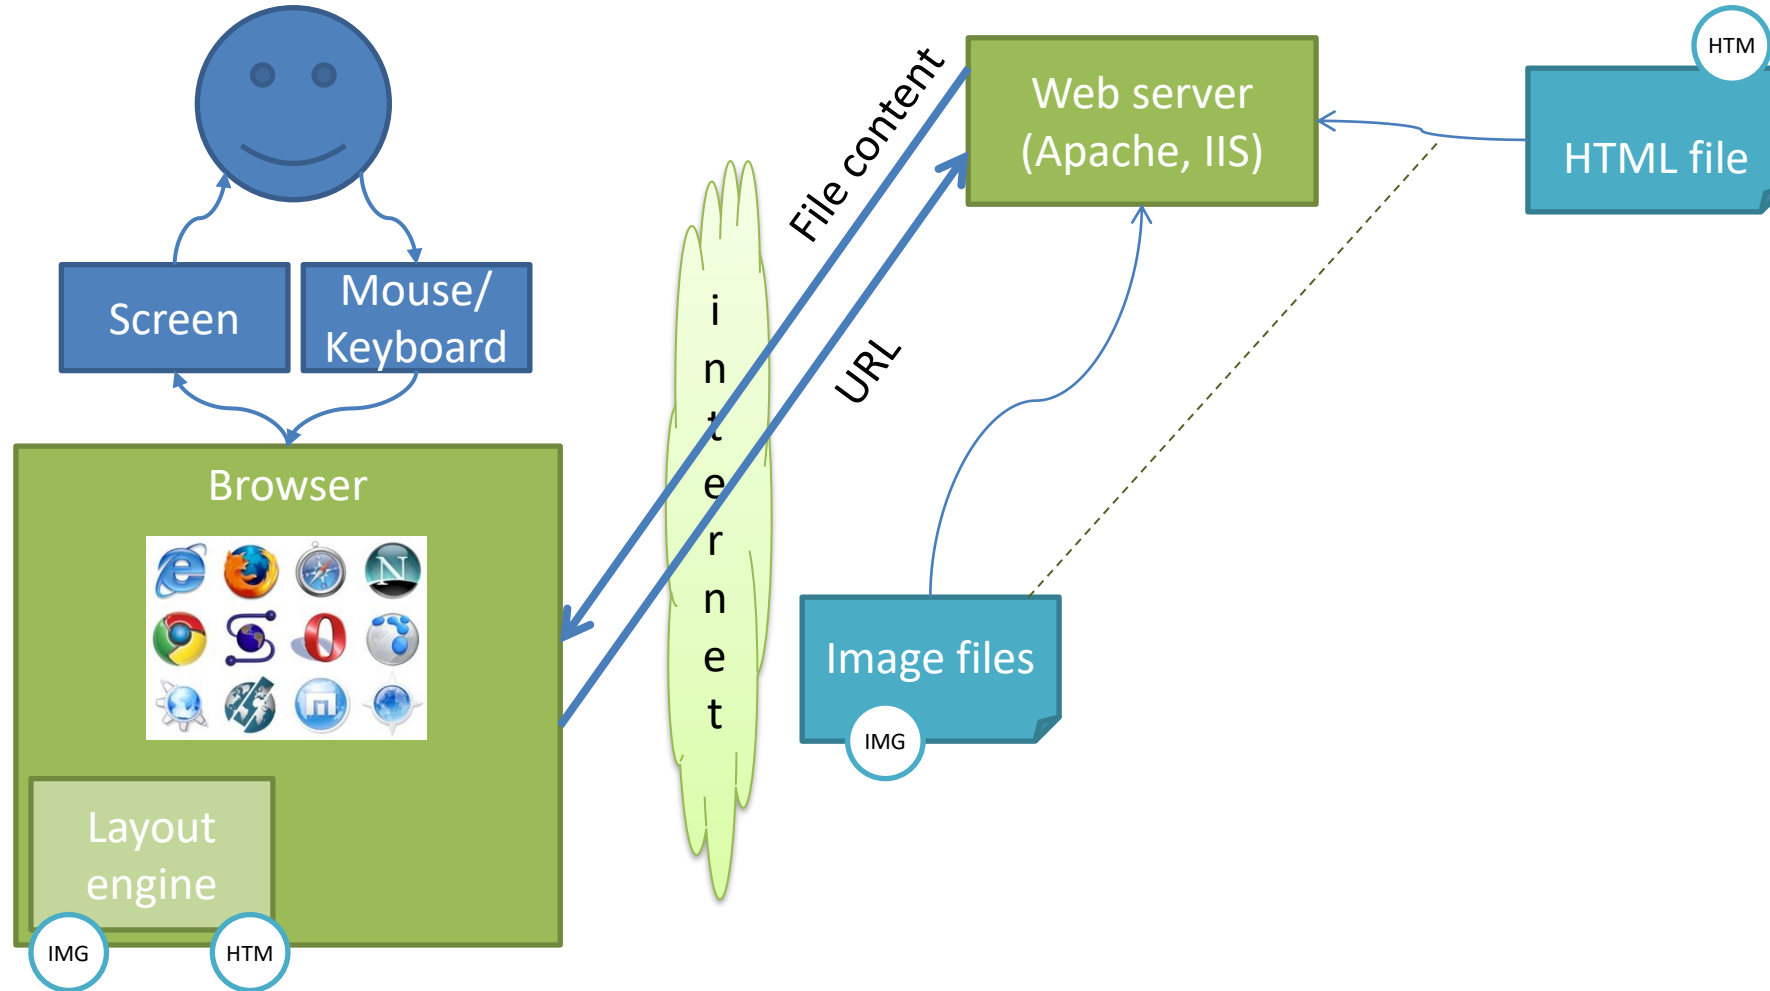 HTM
Web server
(Apache, IIS)
HTML file
File content
URL
Screen
Mouse/
Keyboard
i
n
t
e
r
n
e
t
Browser
N
Image files
IMG
Layout
engine
IMG
HTM